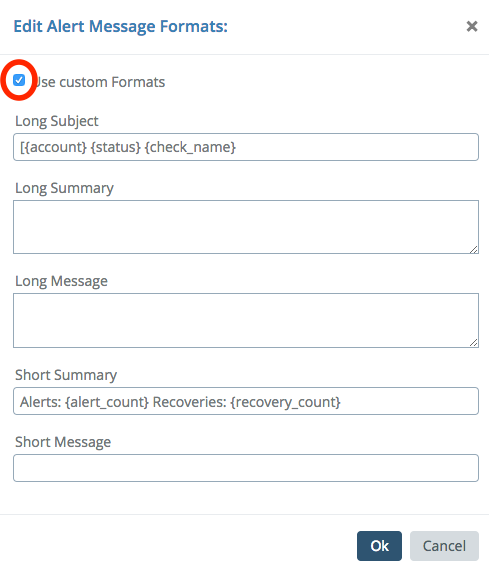 Edit Alert Message Formats:
Use custom Formats
Long Subject
[{account} {status} {check_name}
Long Summary
Long Message
Short Summary
Alerts: {alert_count} Recoveries: {recovery_count}
Short Message
Ok
Cancel